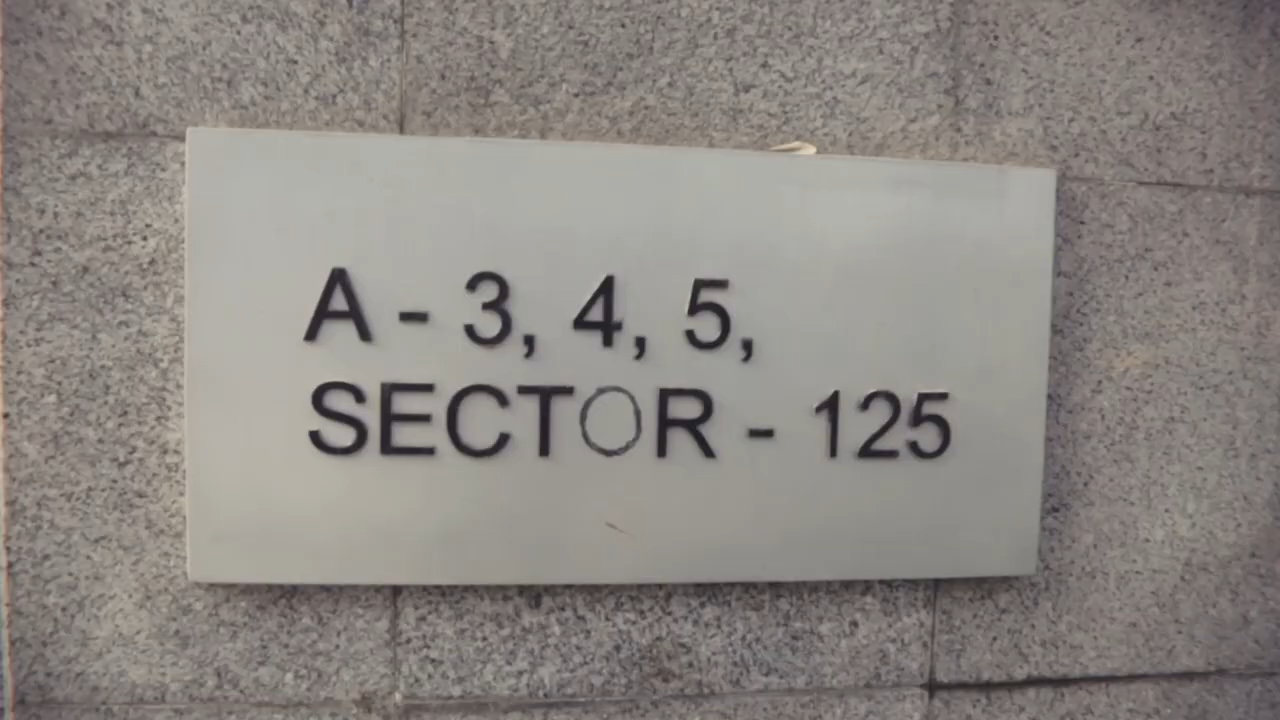 A - 3, 4, 5,
SECTOR - 125